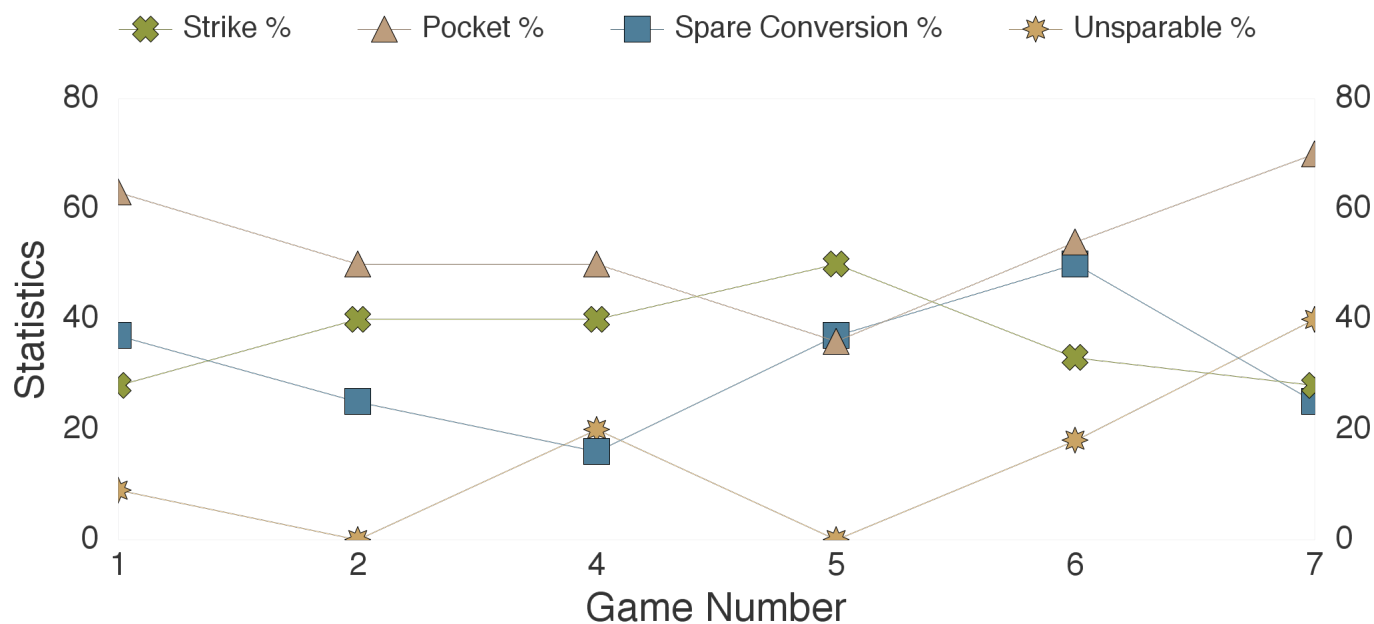 Strike % Pocket % Spare Conversion % Unsparable %
80 80
60 60
40 40
20 20
0 0
Statistics
1 2 4 5 6 7
Game Number